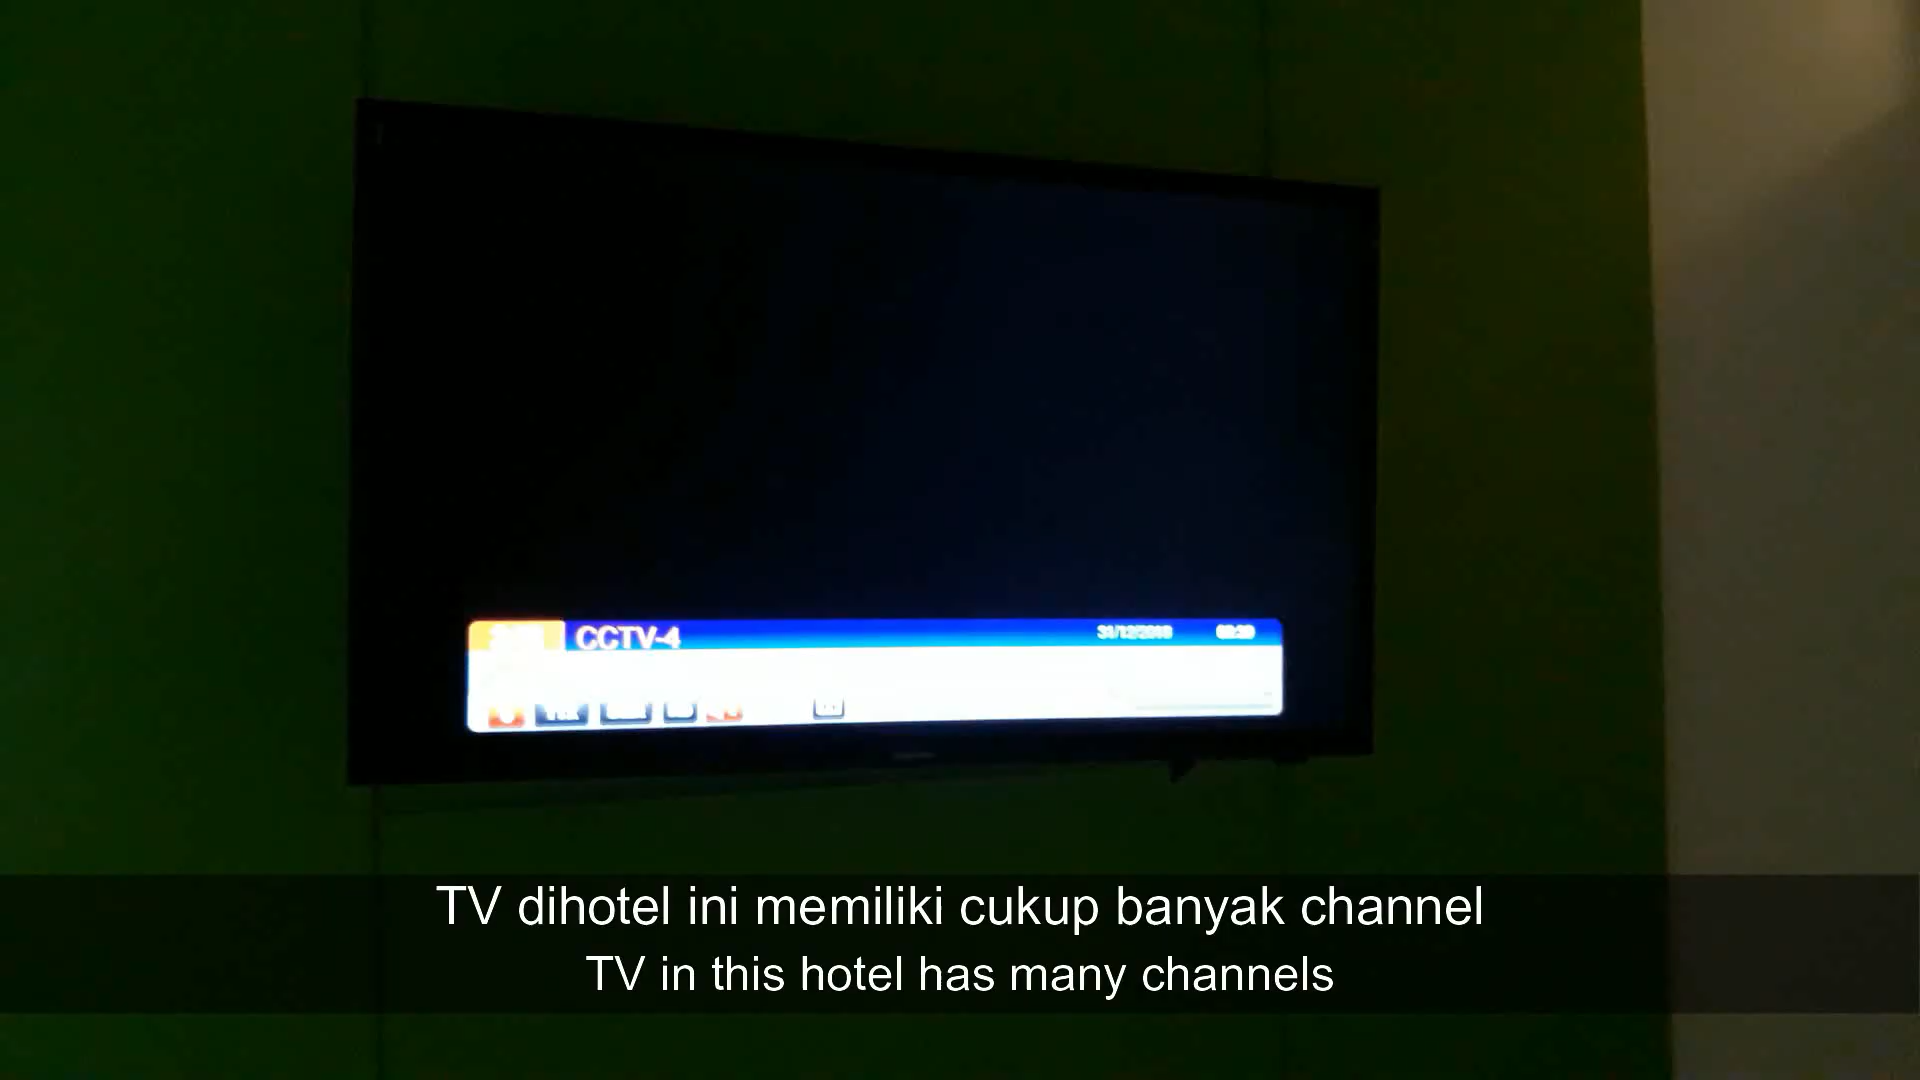 CCTV-4
TV dihotel ini memiliki cukup banyak channel
TV in this hotel has many channels